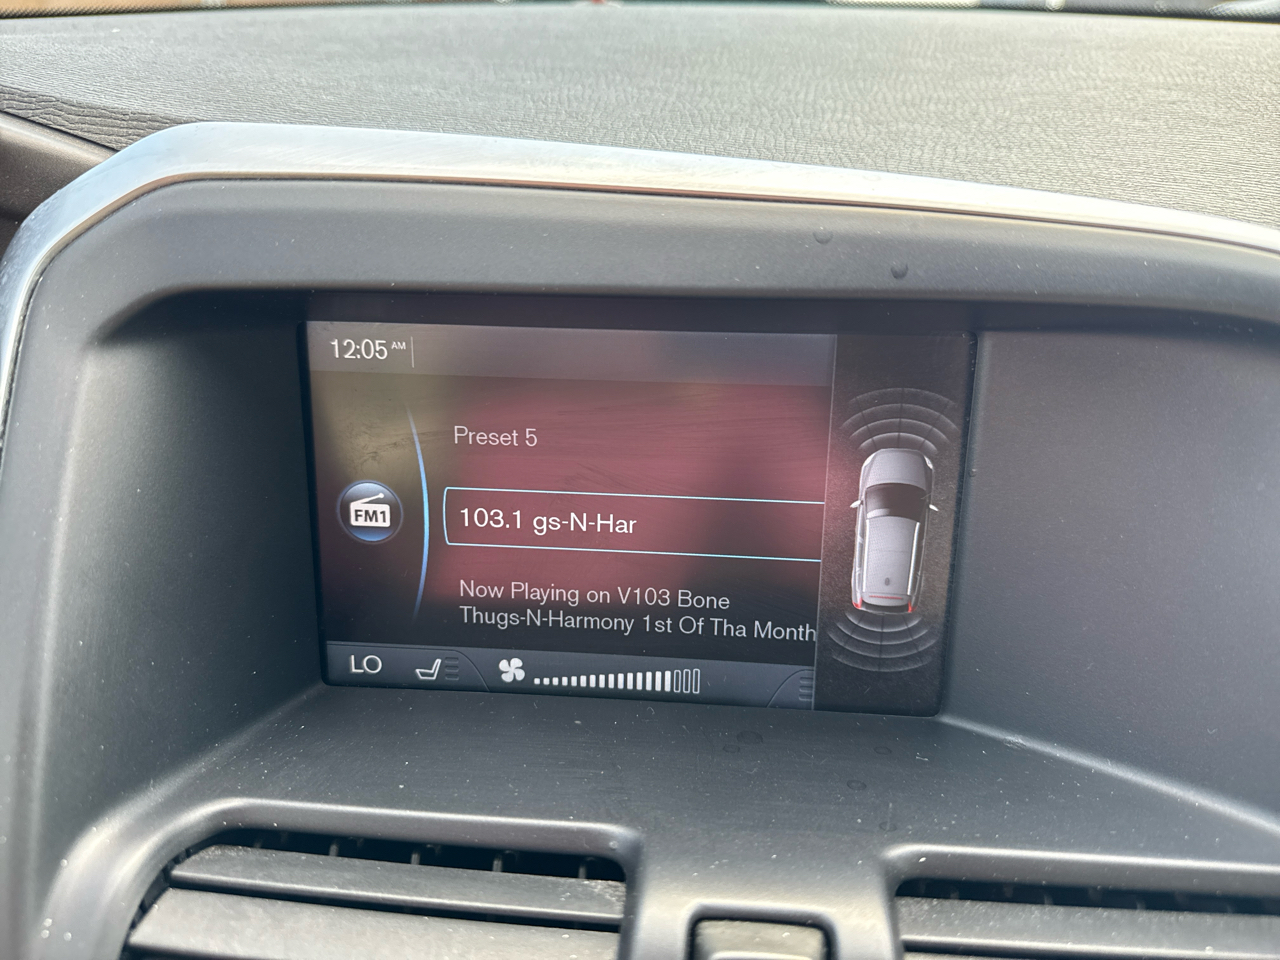 12:05 AM
Preset 5
FM1
103.1 gs-N-Har
Now Playing on V103 Bone
Thugs-N-Harmony 1st Of Tha Month
LO